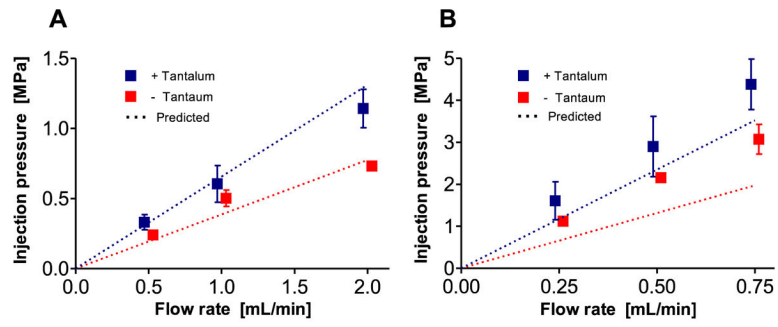 A
Injection pressure [MPa]
1.5
1.0
0.5
0.0
+ Tantalum
- Tantaum
Predicted
0.0 0.5 1.0 1.5 2.0
Flow rate [mL/min]
B
Injection pressure [MPa]
5
4
3
2
1
0
+ Tantalum
- Tantaum
Predicted
0.00 0.25 0.50 0.75
Flow rate [mL/min]